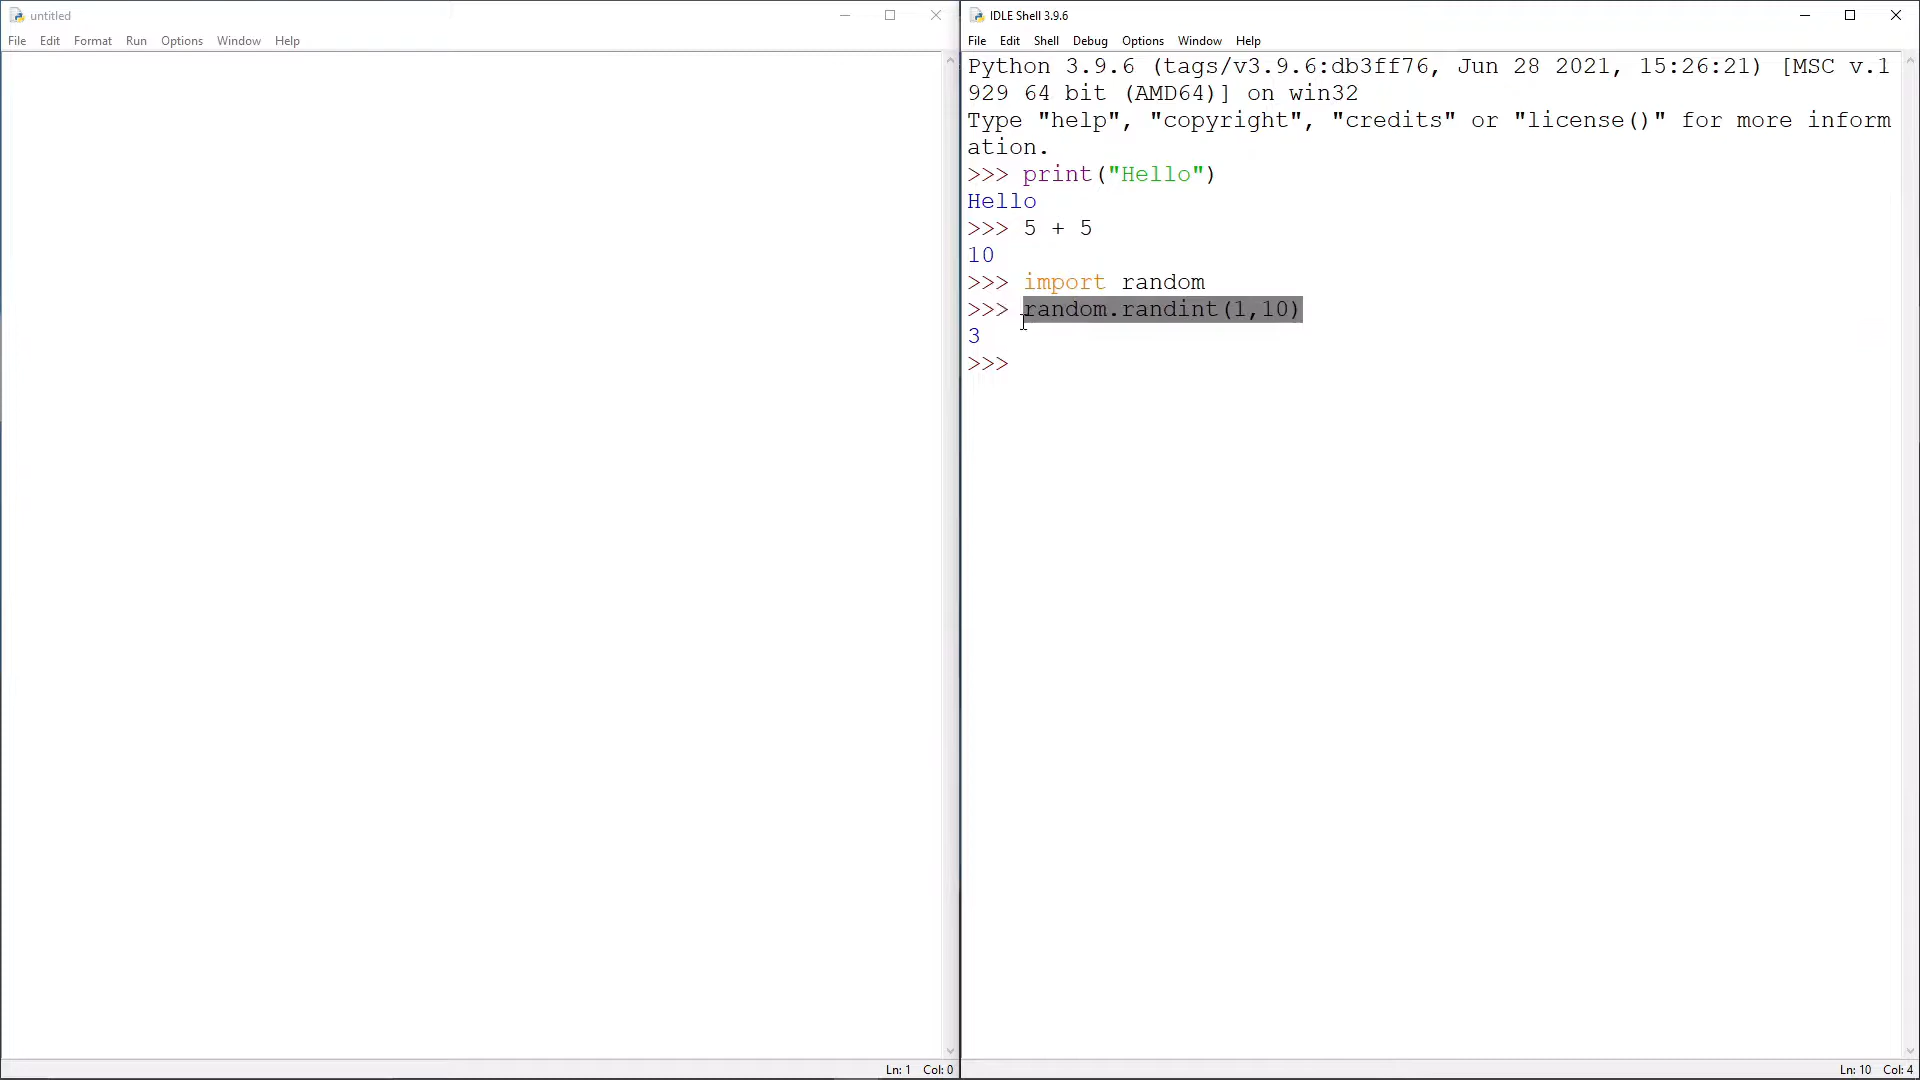 untitled
File Edit Format Run Options Window Help
Ln: 1 Col: 0
IDLE Shell 3.9.6
File Edit Shell Debug Options Window Help
Python 3.9.6 (tags/v3.9.6:db3ff76, Jun 28 2021, 15:26:21) [MSC v.1
929 64 bit (AMD64)] on win32
Type "help", "copyright", "credits" or "license()" for more inform
ation.
>>> print("Hello")
Hello
>>> 5 + 5
10
>>> import random
>>> random.randint(1,10)
3
>>>
Ln: 10 Col: 4